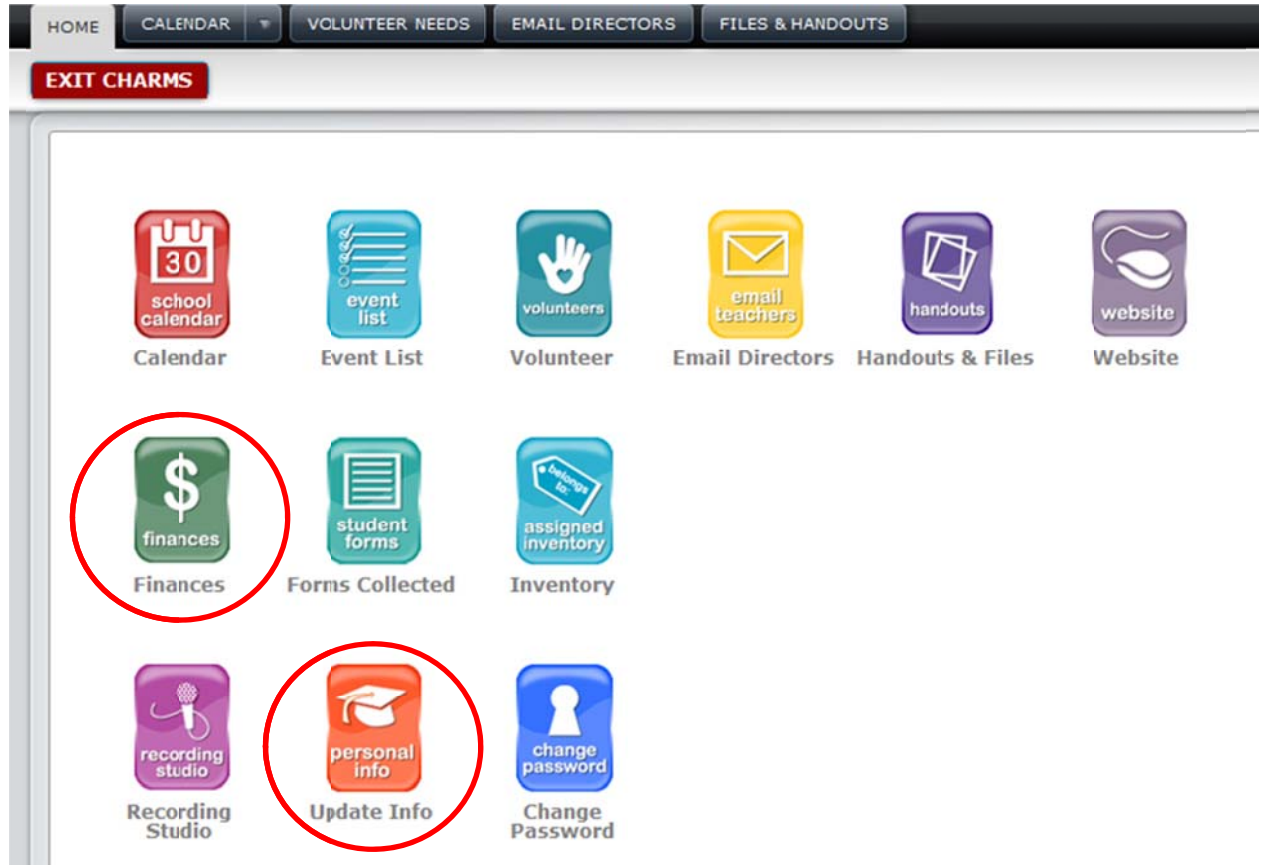 HOME CALENDAR VOLUNTEER NEEDS EMAIL DIRECTORS FILES & HANDOUTS
EXIT CHARMS
30
school
calendar
Calendar
event
list
Event List
volunteers
Volunteer
email
teachers
Email Directors
handouts
Handouts & Files
website
Website
$
finances
Finances
student
forms
Forms Collected
belongs
to:
assigned
inventory
Inventory
recording
studio
Recording
Studio
personal
info
Update Info
change
password
Change
Password